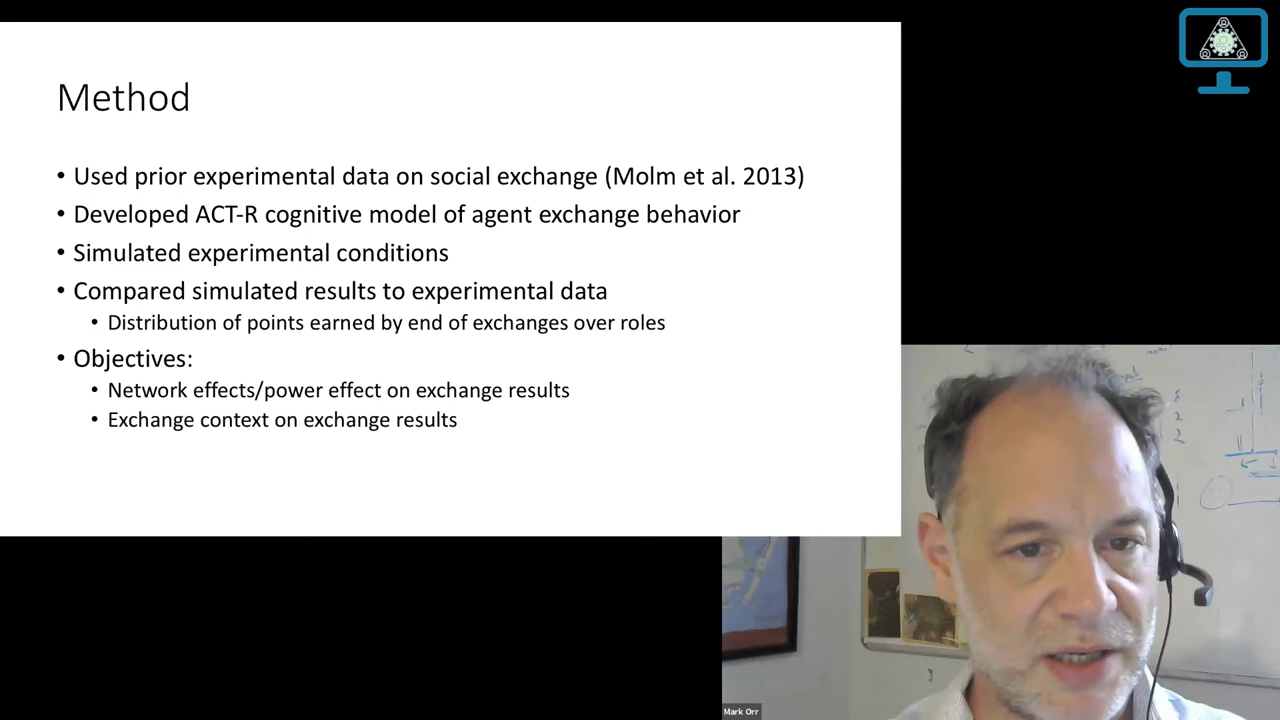 Method
• Used prior experimental data on social exchange (Molm et al. 2013)
• Developed ACT-R cognitive model of agent exchange behavior
• Simulated experimental conditions
• Compared simulated results to experimental data
• Distribution of points earned by end of exchanges over roles
• Objectives:
• Network effects/power effect on exchange results
• Exchange context on exchange results
Mark Orr